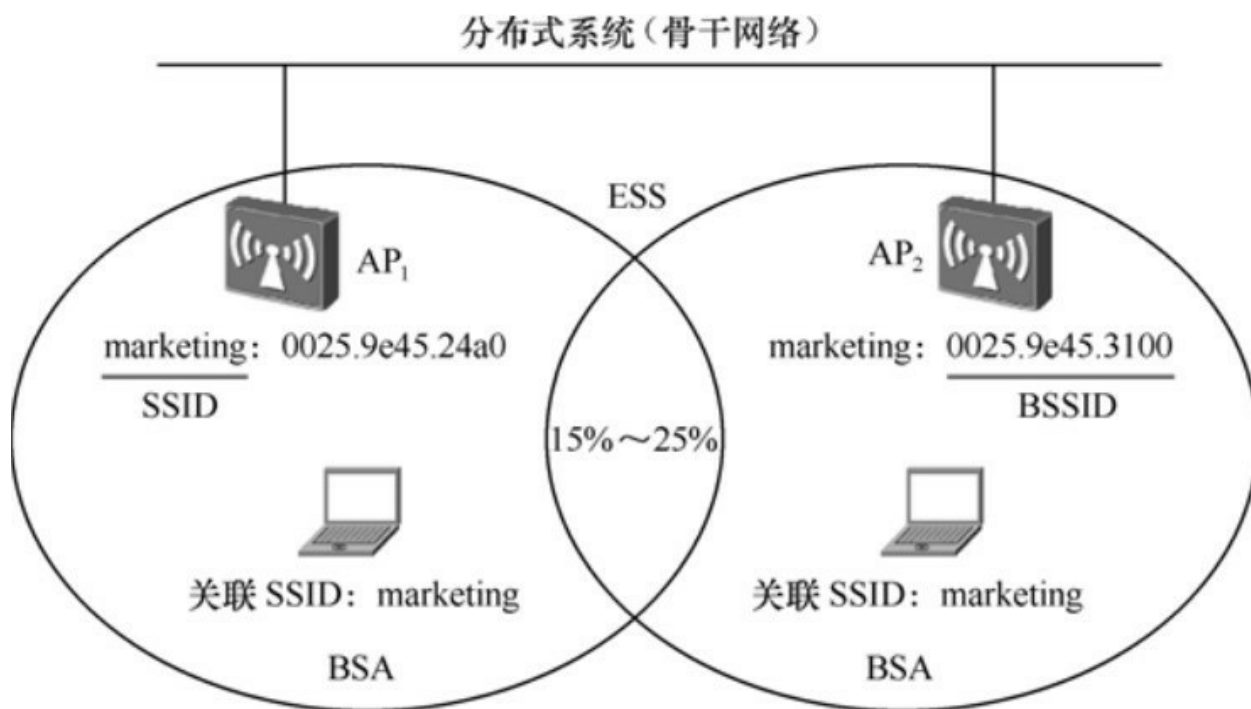 分布式系统（骨干网络）
ESS
AP₁
AP₂
marketing：0025.9e45.24a0
marketing：0025.9e45.3100
SSID
BSSID
15%～25%
关联 SSID：marketing
关联 SSID：marketing
BSA
BSA